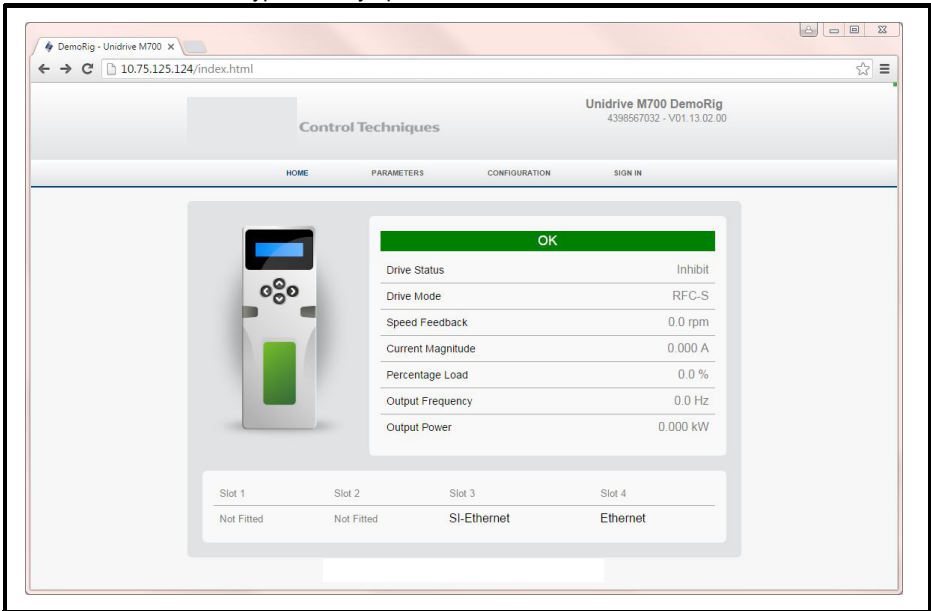 DemoRig - Unidrive M700
10.75.125.124/index.html
Control Techniques
Unidrive M700 DemoRig
4398567032 - V01.13.02.00
HOME PARAMETERS CONFIGURATION SIGN IN
OK
Drive Status Inhibit
Drive Mode RFC-S
Speed Feedback 0.0 rpm
Current Magnitude 0.000 A
Percentage Load 0.0 %
Output Frequency 0.0 Hz
Output Power 0.000 kW
Slot 1 Slot 2 Slot 3 Slot 4
Not Fitted Not Fitted SI-Ethernet Ethernet